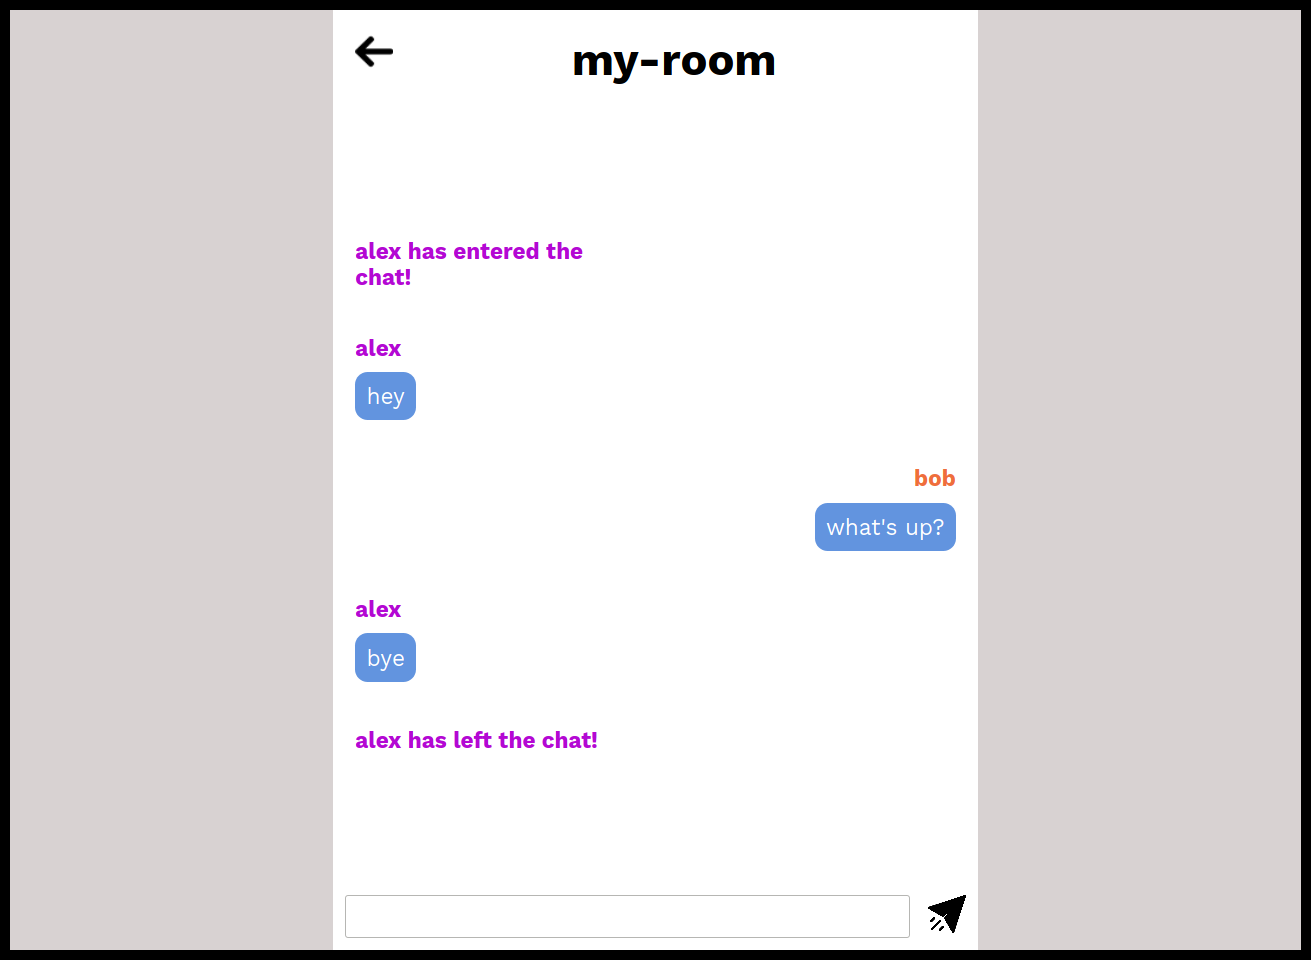 my-room
alex has entered the
chat!
alex
hey
bob
what's up?
alex
bye
alex has left the chat!